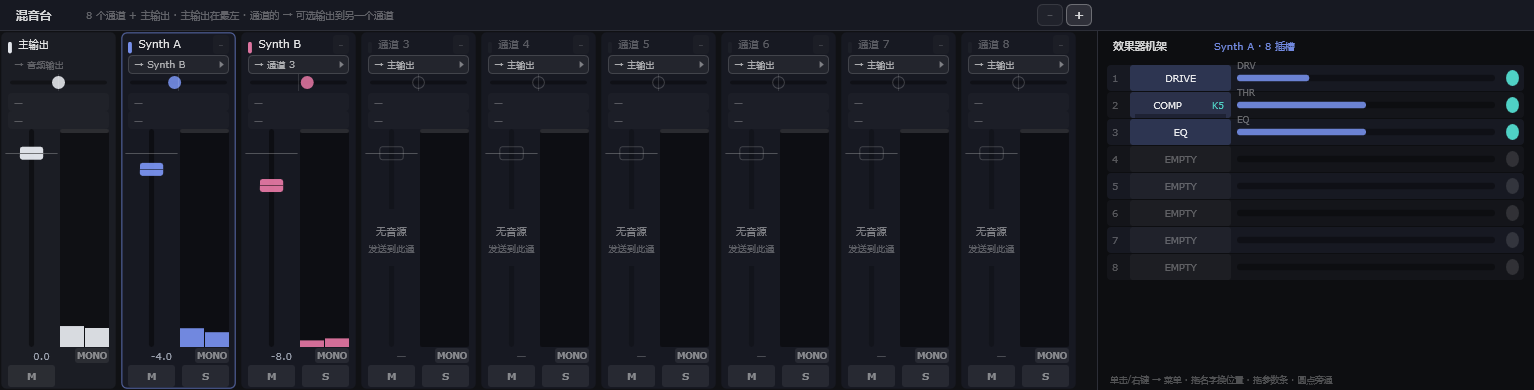 混音台
8 个通道 + 主输出 · 主输出在最左 · 通道的 → 可选输出到另一个通道
-
+
主输出
→ 音频输出
—
—
0.0
MONO
M
Synth A
-
→ Synth B
—
—
-4.0
MONO
M
S
Synth B
-
→ 通道 3
—
—
-8.0
MONO
M
S
通道 3
-
→ 主输出
—
—
无音源
发送到此通
—
MONO
M
S
通道 4
-
→ 主输出
—
—
无音源
发送到此通
—
MONO
M
S
通道 5
-
→ 主输出
—
—
无音源
发送到此通
—
MONO
M
S
通道 6
-
→ 主输出
—
—
无音源
发送到此通
—
MONO
M
S
通道 7
-
→ 主输出
—
—
无音源
发送到此通
—
MONO
M
S
通道 8
-
→ 主输出
—
—
无音源
发送到此通
—
MONO
M
S
效果器机架 Synth A · 8 插槽
DRV
1 DRIVE
THR
2 COMP K5
EQ
3 EQ
4 EMPTY
5 EMPTY
6 EMPTY
7 EMPTY
8 EMPTY
单击/右键 → 菜单 · 拖名字换位置 · 拖参数条 · 圆点旁通